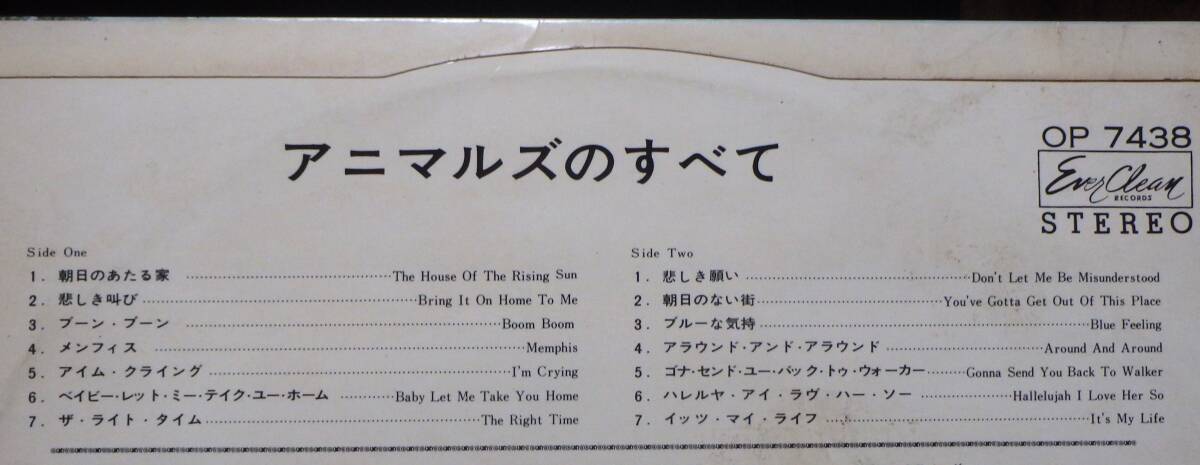 アニマルズのすべて
OP 7438
Ever Clean
RECORDS
STEREO
Side One
1. 朝日のあたる家 The House Of The Rising Sun
2. 悲しき叫び Bring It On Home To Me
3. ブーン・ブーン Boom Boom
4. メンフィス Memphis
5. アイム・クライング I'm Crying
6. ベイビー・レット・ミー・テイク・ユー・ホーム Baby Let Me Take You Home
7. ザ・ライト・タイム The Right Time
Side Two
1. 悲しき願い Don't Let Me Be Misunderstood
2. 朝日のない街 You've Gotta Get Out Of This Place
3. ブルーな気持 Blue Feeling
4. アラウンド・アンド・アラウンド Around And Around
5. ゴナ・センド・ユー・バック・トゥ・ウォーカー Gonna Send You Back To Walker
6. ハレルヤ・アイ・ラヴ・ハー・ソー Hallelujah I Love Her So
7. イッツ・マイ・ライフ It's My Life